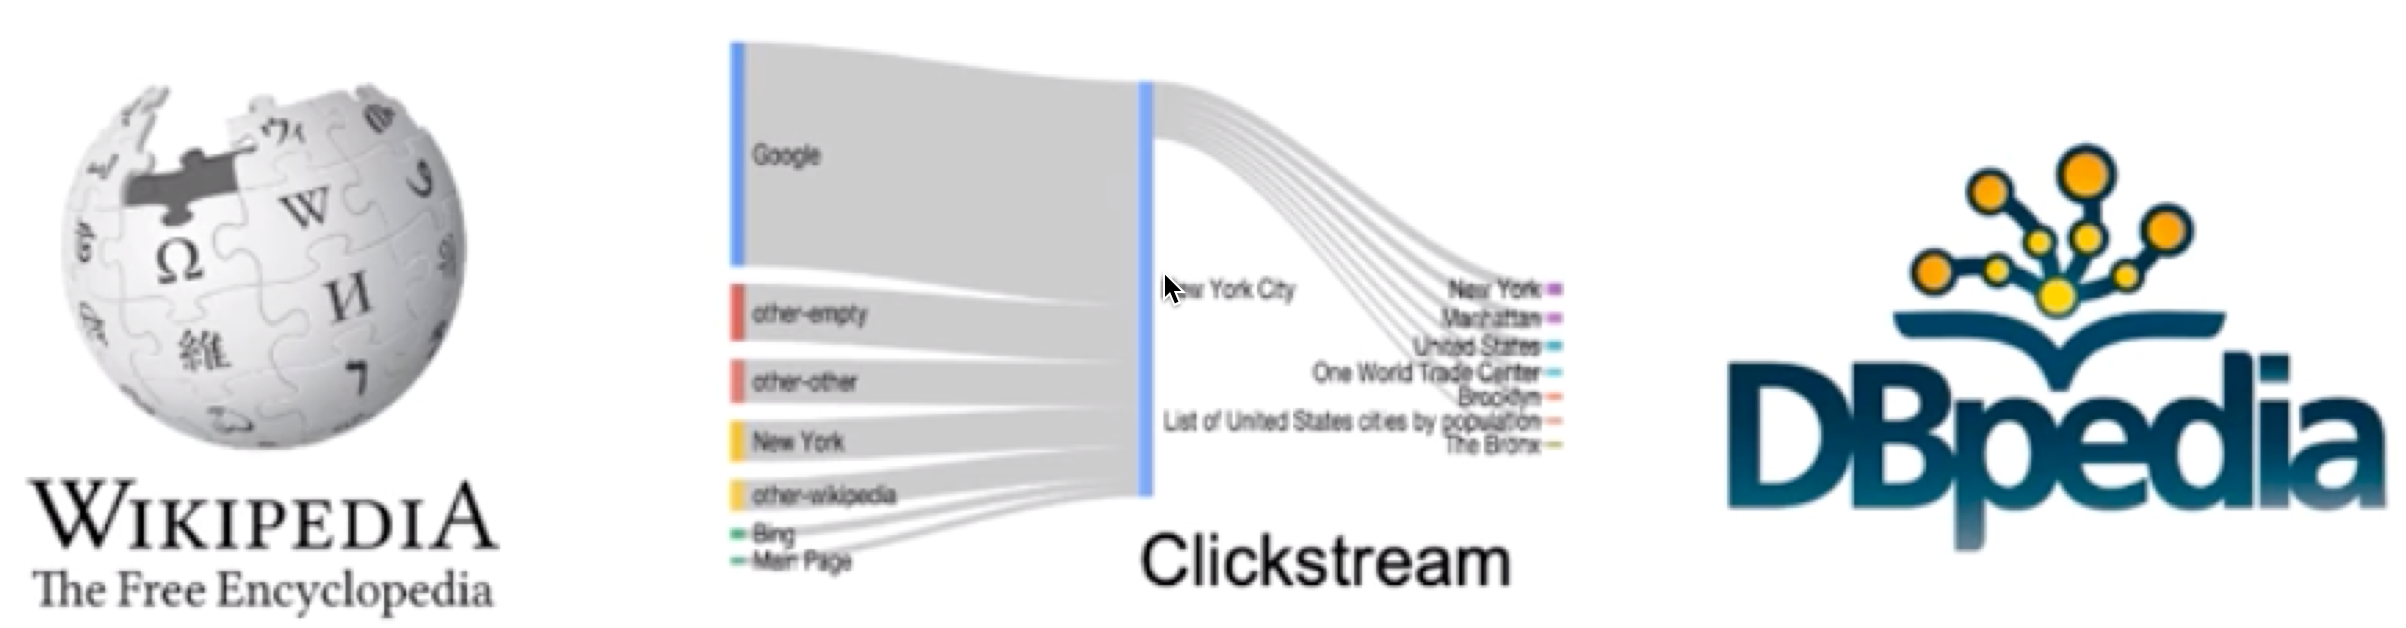 Ω
W
И
維
WIKIPEDIA
The Free Encyclopedia
Google
other-empty
other-other
New York
other-wikipedia
Bing
Main Page
York City
New York
Manhattan
United States
One World Trade Center
Brooklyn
List of United States cities by population
The Bronx
Clickstream
DBpedia